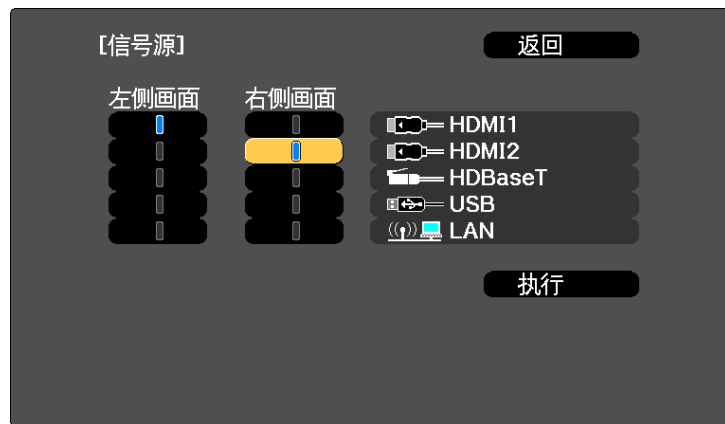 [信号源]
返回
左侧画面 右侧画面
HDMI1
HDMI2
HDBaseT
USB
LAN
执行